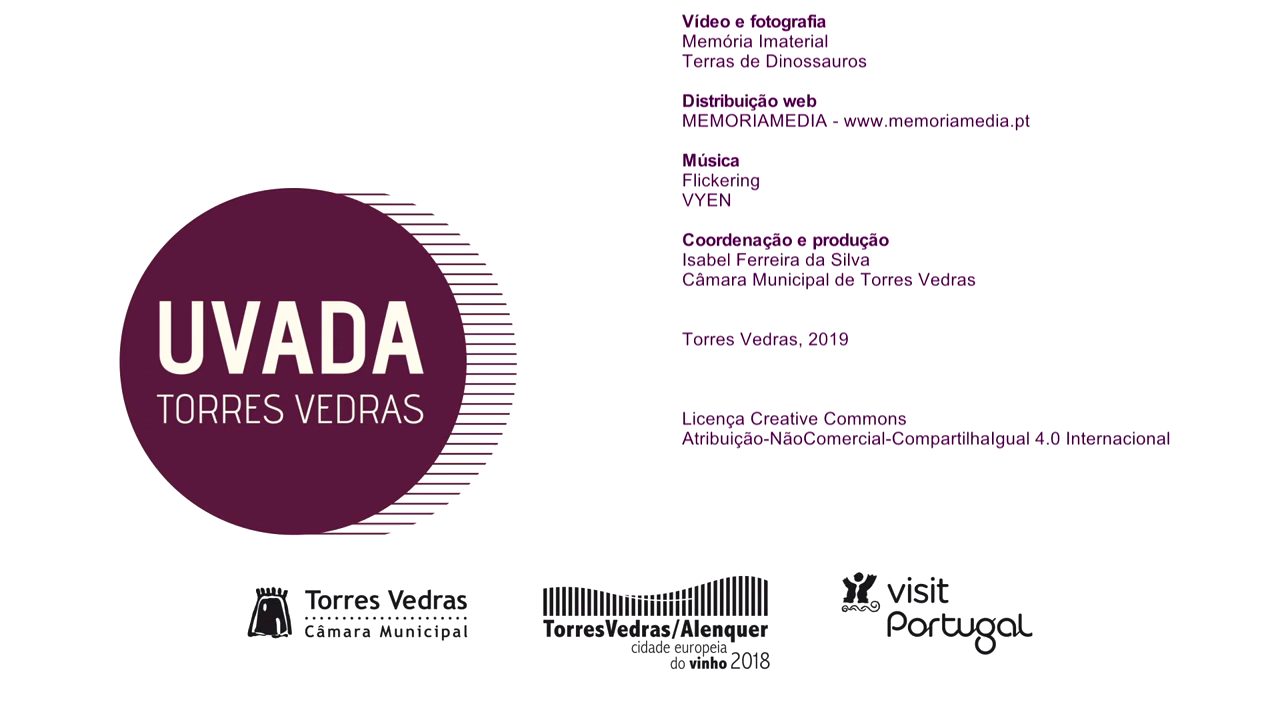 Vídeo e fotografia
Memória Imaterial
Terras de Dinossauros
Distribuição web
MEMORIAMEDIA - www.memoriamedia.pt
Música
Flickering
VYEN
Coordenação e produção
Isabel Ferreira da Silva
Câmara Municipal de Torres Vedras
Torres Vedras, 2019
Licença Creative Commons
Atribuição-NãoComercial-CompartilhaIgual 4.0 Internacional
UVADA
TORRES VEDRAS
Torres Vedras
Câmara Municipal
TorresVedras/Alenquer
cidade europeia
do vinho 2018
visit
Portugal